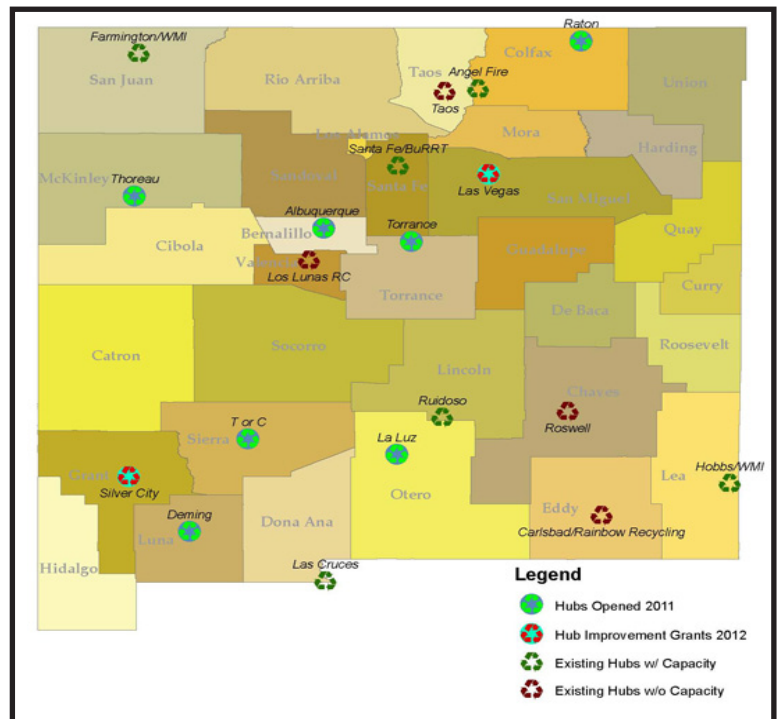 Raton
Farmington/WMI
Colfax
San Juan
Rio Arriba
Taos
Angel Fire
Union
Taos
Mora
Los Alamos
Santa Fe/BuRRT
Harding
McKinley
Thoreau
Sandoval
Santa Fe
Las Vegas
San Miguel
Albuquerque
Bernalillo
Torrance
Quay
Cibola
Guadalupe
Valencia
Los Lunas RC
Curry
Torrance
De Baca
Socorro
Roosevelt
Catron
Lincoln
Chaves
Ruidoso
T or C
Roswell
Sierra
La Luz
Hobbs/WMI
Grant
Lea
Silver City
Otero
Eddy
Deming
Dona Ana
Carlsbad/Rainbow Recycling
Luna
Hidalgo
Las Cruces
Legend
Hubs Opened 2011
Hub Improvement Grants 2012
Existing Hubs w/ Capacity
Existing Hubs w/o Capacity